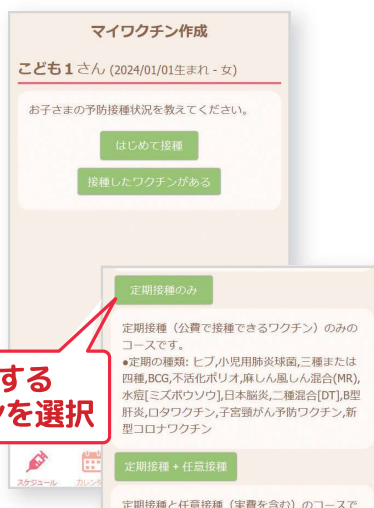 マイワクチン作成
こども1さん (2024/01/01生まれ - 女)
お子さまの予防接種状況を教えてください。
はじめて接種
接種したワクチンがある
定期接種のみ
定期接種（公費で接種できるワクチン）のみの
コースです。
●定期の種類: ヒブ,小児用肺炎球菌,三種または
四種,BCG,不活化ポリオ,麻しん風しん混合(MR),
水痘[ミズボウソウ],日本脳炎,二種混合[DT],B型
肝炎,ロタワクチン,子宮頸がん予防ワクチン,新
型コロナワクチン
する
ンを選択
定期接種 + 任意接種
スケジュール
カレン
定期接種と任意接種（実費を含む）のコースで